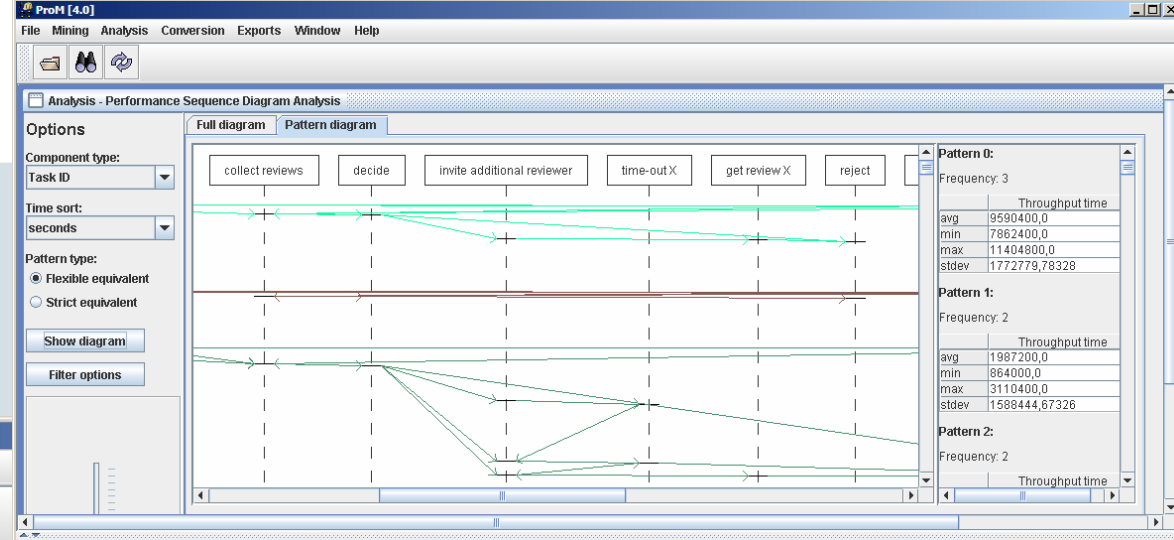 ProM [4.0]
File Mining Analysis Conversion Exports Window Help
Analysis - Performance Sequence Diagram Analysis
Options
Component type:
Task ID
Time sort:
seconds
Pattern type:
Flexible equivalent
Strict equivalent
Show diagram
Filter options
Full diagram Pattern diagram
collect reviews decide invite additional reviewer time-out X get review X reject
Pattern 0:
Frequency: 3
Throughput time
avg 9590400,0
min 7862400,0
max 11404800,0
stdev 1772779,78328
Pattern 1:
Frequency: 2
Throughput time
avg 1987200,0
min 864000,0
max 3110400,0
stdev 1588444,67326
Pattern 2:
Frequency: 2
Throughput time